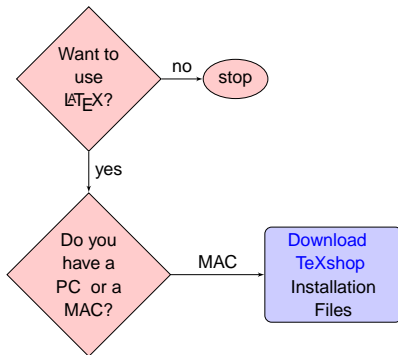 Want to
use
LATEX?
no
stop
yes
Do you
have a
PC or a
MAC?
MAC
Download
TeXshop
Installation
Files